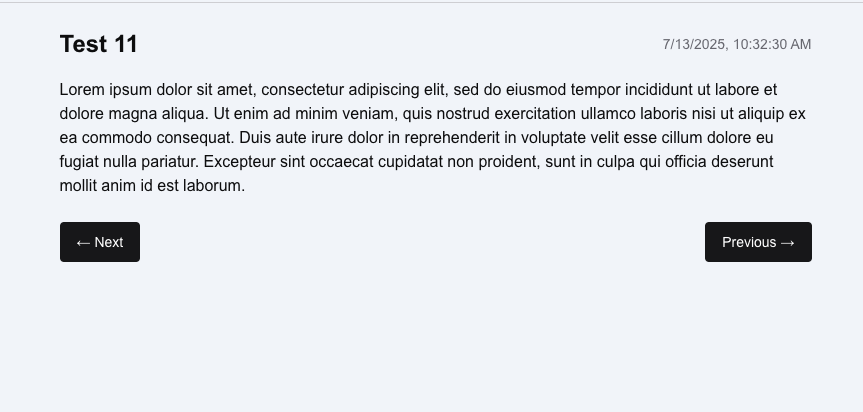 Test 11
7/13/2025, 10:32:30 AM
Lorem ipsum dolor sit amet, consectetur adipiscing elit, sed do eiusmod tempor incididunt ut labore et
dolore magna aliqua. Ut enim ad minim veniam, quis nostrud exercitation ullamco laboris nisi ut aliquip ex
ea commodo consequat. Duis aute irure dolor in reprehenderit in voluptate velit esse cillum dolore eu
fugiat nulla pariatur. Excepteur sint occaecat cupidatat non proident, sunt in culpa qui officia deserunt
mollit anim id est laborum.
← Next
Previous →